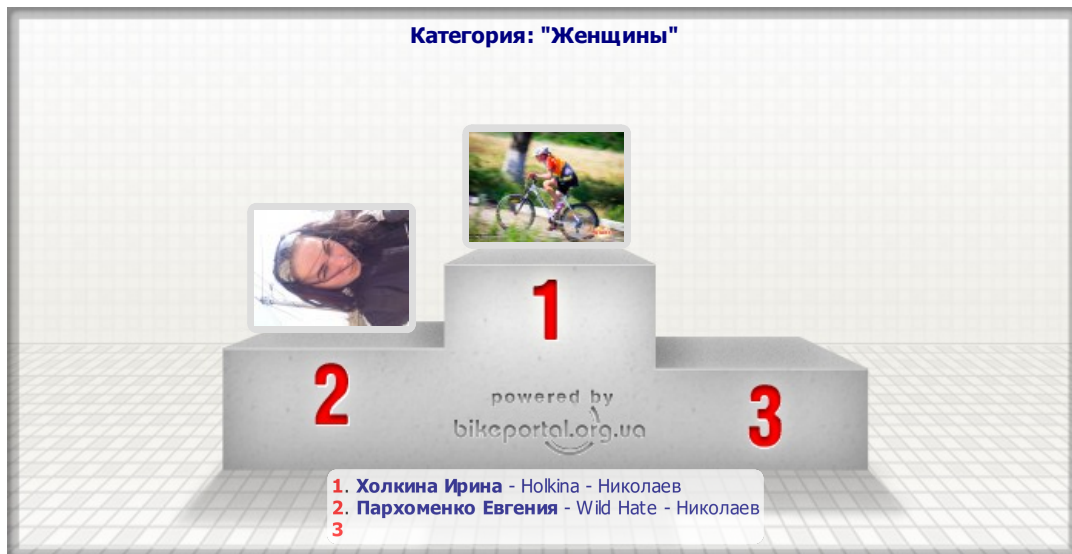 Категория: "Женщины"
1
2
3
powered by
bikeportal.org.ua
1. Холкина Ирина - Holkina - Николаев
2. Пархоменко Евгения - Wild Hate - Николаев
3